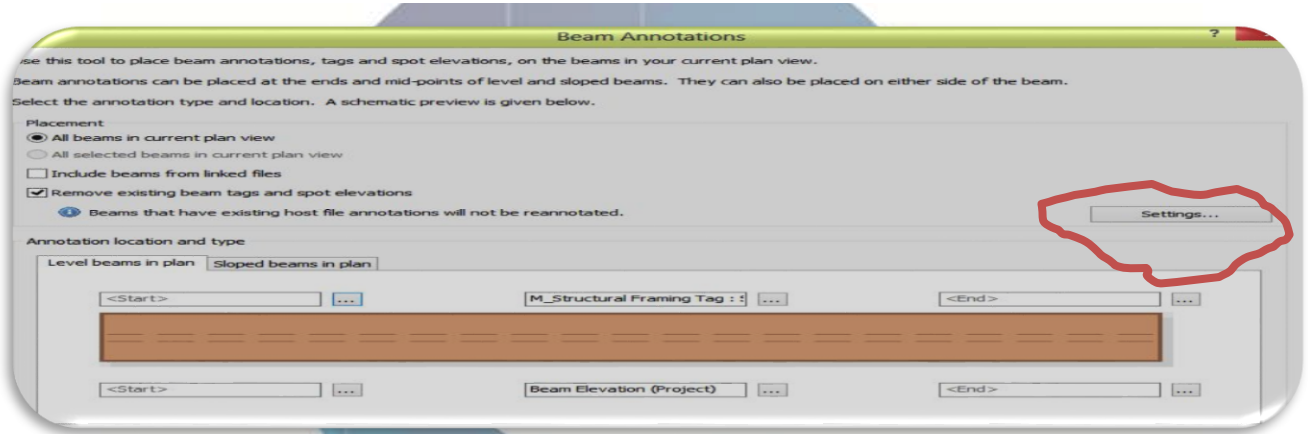 Beam Annotations ?
se this tool to place beam annotations, tags and spot elevations, on the beams in your current plan view.
Beam annotations can be placed at the ends and mid-points of level and sloped beams. They can also be placed on either side of the beam.
Select the annotation type and location. A schematic preview is given below.
Placement
All beams in current plan view
All selected beams in current plan view
Include beams from linked files
Remove existing beam tags and spot elevations
Beams that have existing host file annotations will not be reannotated.
Settings...
Annotation location and type
Level beams in plan Sloped beams in plan
<Start> ... M_Structural Framing Tag : ... <End> ...
<Start> ... Beam Elevation (Project) ... <End> ...